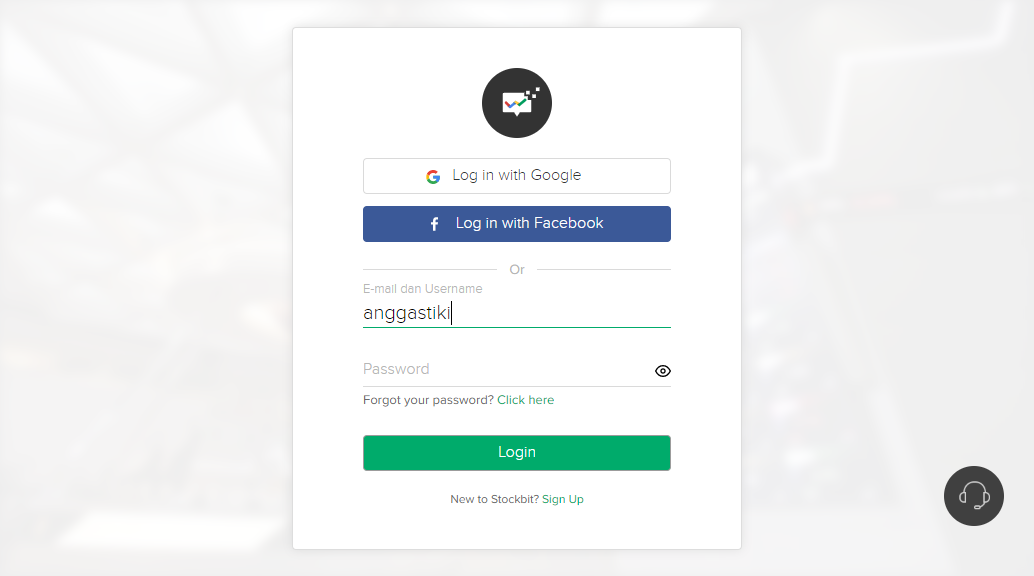 Log in with Google
Log in with Facebook
Or
E-mail dan Username
anggastiki
Password
Forgot your password? Click here
Login
New to Stockbit? Sign Up